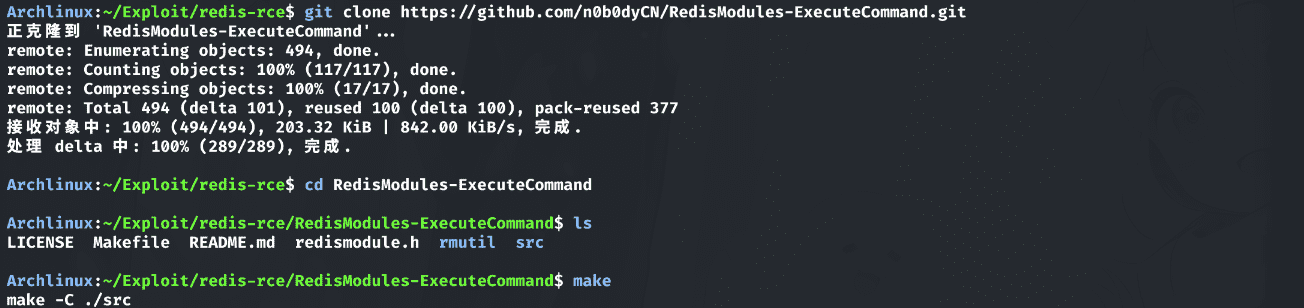 Archlinux:~/Exploit/redis-rce$ git clone https://github.com/n0b0dyCN/RedisModules-ExecuteCommand.git
正克隆到 'RedisModules-ExecuteCommand'...
remote: Enumerating objects: 494, done.
remote: Counting objects: 100% (117/117), done.
remote: Compressing objects: 100% (17/17), done.
remote: Total 494 (delta 101), reused 100 (delta 100), pack-reused 377
接收对象中: 100% (494/494), 203.32 KiB | 842.00 KiB/s, 完成.
处理 delta 中: 100% (289/289), 完成.
Archlinux:~/Exploit/redis-rce$ cd RedisModules-ExecuteCommand
Archlinux:~/Exploit/redis-rce/RedisModules-ExecuteCommand$ ls
LICENSE  Makefile  README.md  redismodule.h  rmutil  src
Archlinux:~/Exploit/redis-rce/RedisModules-ExecuteCommand$ make
make -C ./src